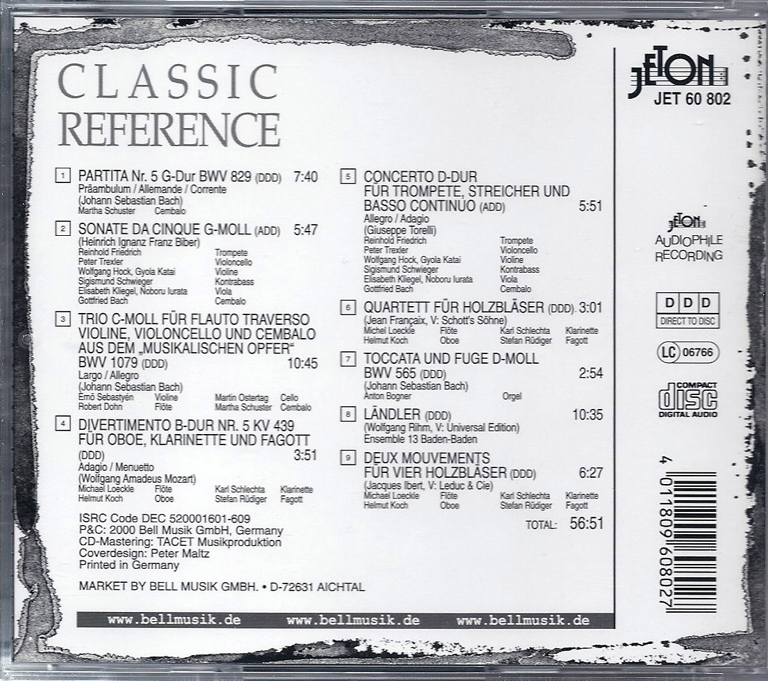 CLASSIC
REFERENCE
1 PARTITA Nr. 5 G-Dur BWV 829 (DDD) 7:40
Präambulum / Allemande / Corrente
(Johann Sebastian Bach)
Martha Schuster Cembalo
2 SONATE DA CINQUE G-MOLL (ADD) 5:47
(Heinrich Ignanz Franz Biber)
Reinhold Friedrich Trompete
Peter Trexler Violoncello
Wolfgang Hock, Gyola Katai Violine
Sigismund Schwieger Kontrabass
Elisabeth Kliegel, Noboru Iurata Viola
Gottfried Bach Cembalo
3 TRIO C-MOLL FÜR FLAUTO TRAVERSO
VIOLINE, VIOLONCELLO UND CEMBALO
AUS DEM „MUSIKALISCHEN OPFER“
BWV 1079 (DDD) 10:45
Largo / Allegro
(Johann Sebastian Bach)
Ernö Sebastyén Violine Martin Ostertag Cello
Robert Dohn Flöte Martha Schuster Cembalo
4 DIVERTIMENTO B-DUR NR. 5 KV 439
FÜR OBOE, KLARINETTE UND FAGOTT
(DDD) 3:51
Adagio / Menuetto
(Wolfgang Amadeus Mozart)
Michael Loeckle Flöte Karl Schlechta Klarinette
Helmut Koch Oboe Stefan Rüdiger Fagott
ISRC Code DEC 520001601-609
P&C: 2000 Bell Musik GmbH, Germany
CD-Mastering: TACET Musikproduktion
Coverdesign: Peter Maltz
Printed in Germany
MARKET BY BELL MUSIK GMBH. • D-72631 AICHTAL
5 CONCERTO D-DUR
FÜR TROMPETE, STREICHER UND
BASSO CONTINUO (ADD) 5:51
Allegro / Adagio
(Giuseppe Torelli)
Reinhold Friedrich Trompete
Peter Trexler Violoncello
Wolfgang Hock, Gyola Katai Violine
Sigismund Schwieger Kontrabass
Elisabeth Kliegel, Noboru Iurata Viola
Gottfried Bach Cembalo
6 QUARTETT FÜR HOLZBLÄSER (DDD) 3:01
(Jean Françaix, V: Schott's Söhne)
Michel Loeckle Flöte Karl Schlechta Klarinette
Helmut Koch Oboe Stefan Rüdiger Fagott
7 TOCCATA UND FUGE D-MOLL
BWV 565 (DDD) 2:54
(Johann Sebastian Bach)
Anton Bogner Orgel
8 LÄNDLER (DDD) 10:35
(Wolfgang Rihm, V: Universal Edition)
Ensemble 13 Baden-Baden
9 DEUX MOUVEMENTS
FÜR VIER HOLZBLÄSER (DDD) 6:27
(Jacques Ibert, V: Leduc & Cie)
Michael Loeckle Flöte Karl Schlechta Klarinette
Helmut Koch Oboe Stefan Rüdiger Fagott
TOTAL: 56:51
www.bellmusik.de www.bellmusik.de www.bellmusik.de
JETON
JET 60 802
JETON
AUDIOPHILE
RECORDING
DDD
DIRECT TO DISC
LC 06766
COMPACT
disc
DIGITAL AUDIO
4 011809 608027